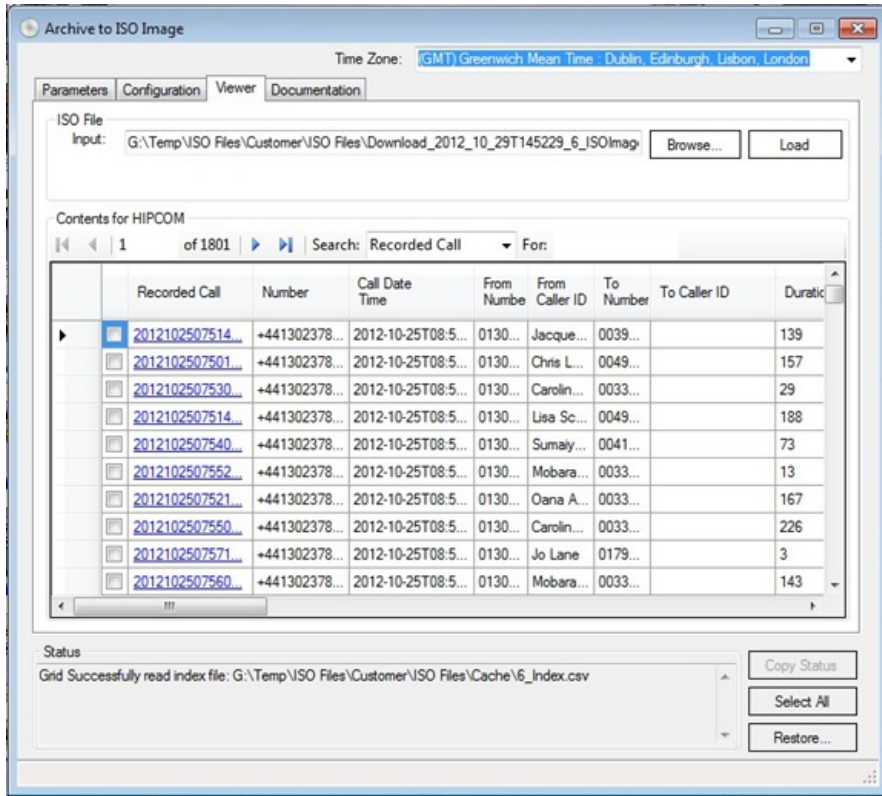 Archive to ISO Image
Time Zone: (GMT) Greenwich Mean Time : Dublin, Edinburgh, Lisbon, London
Parameters Configuration Viewer Documentation
ISO File
Input: G:\Temp\ISO Files\Customer\ISO Files\Download_2012_10_29T145229_6_ISOImag Browse... Load
Contents for HIPCOM
1 of 1801 Search: Recorded Call For:
Recorded Call Number Call Date Time From Numbe From Caller ID To Number To Caller ID Duratic
2012102507514... +441302378... 2012-10-25T08:5... 0130... Jacque... 0039... 139
2012102507501... +441302378... 2012-10-25T08:5... 0130... Chris L... 0049... 157
2012102507530... +441302378... 2012-10-25T08:5... 0130... Carolin... 0033... 29
2012102507514... +441302378... 2012-10-25T08:5... 0130... Lisa Sc... 0049... 188
2012102507540... +441302378... 2012-10-25T08:5... 0130... Sumaiy... 0041... 73
2012102507552... +441302378... 2012-10-25T08:5... 0130... Mobara... 0033... 13
2012102507521... +441302378... 2012-10-25T08:5... 0130... Oana A... 0033... 167
2012102507550... +441302378... 2012-10-25T08:5... 0130... Carolin... 0033... 226
2012102507571... +441302378... 2012-10-25T08:5... 0130... Jo Lane 0179... 3
2012102507560... +441302378... 2012-10-25T08:5... 0130... Mobara... 0033... 143
Status
Grid Successfully read index file: G:\Temp\ISO Files\Customer\ISO Files\Cache\6_Index.csv
Copy Status
Select All
Restore...